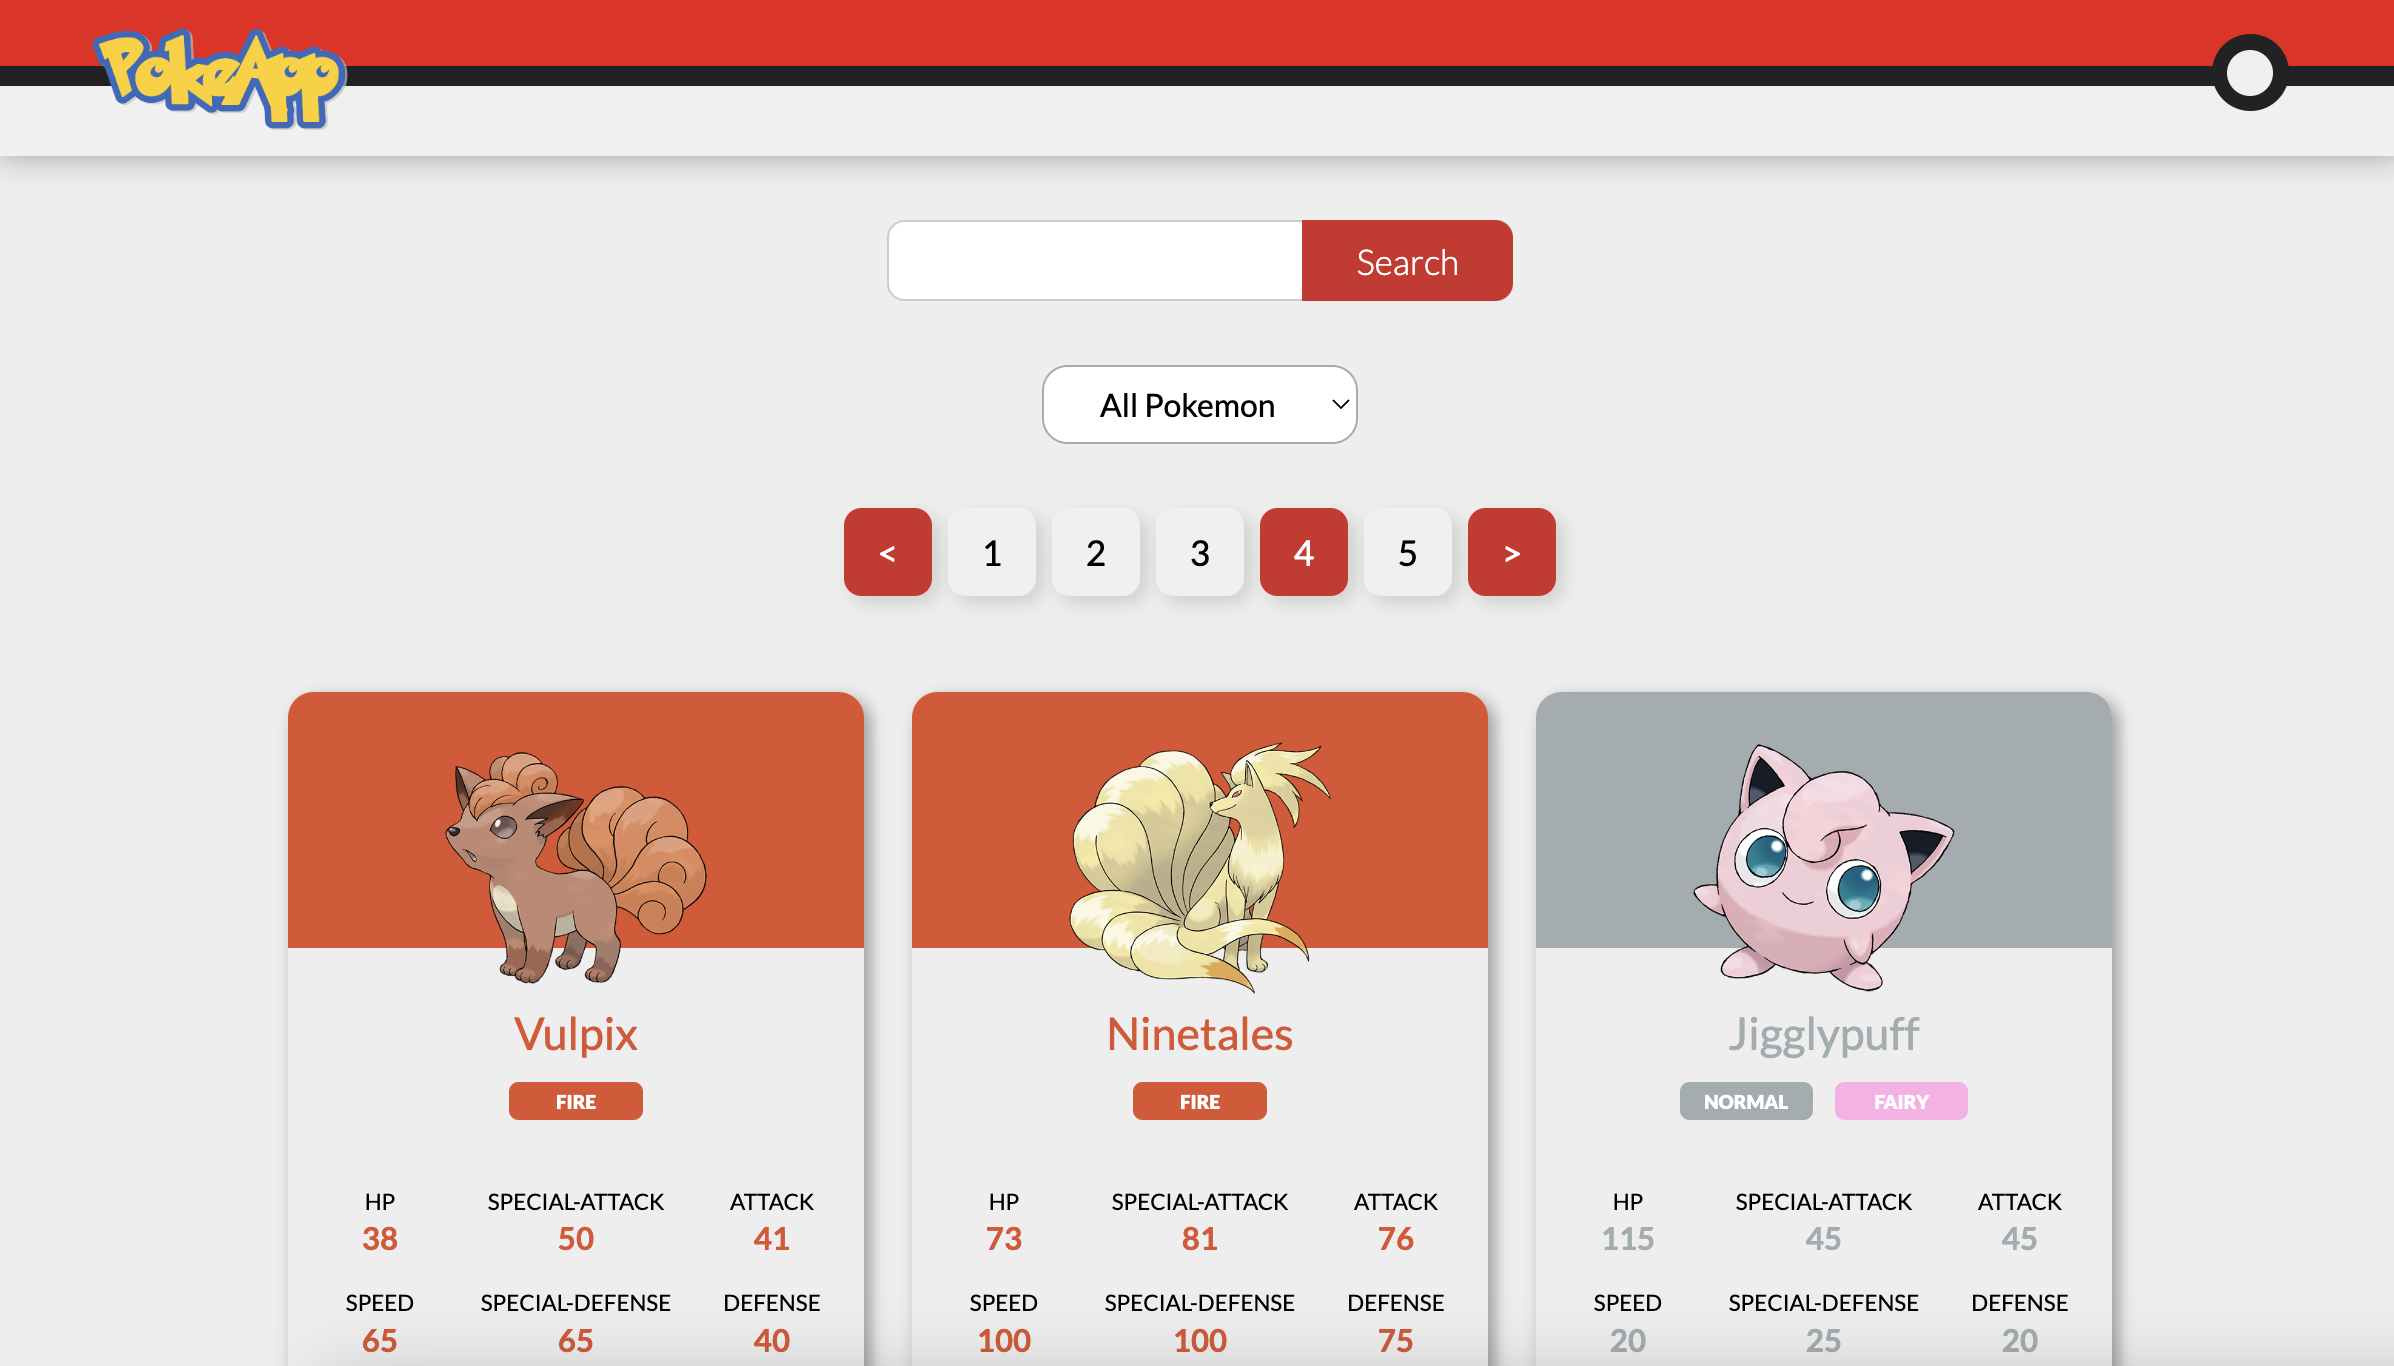 PokeApp
Search
All Pokemon
< 1 2 3 4 5 >
Vulpix
FIRE
HP SPECIAL-ATTACK ATTACK
38 50 41
SPEED SPECIAL-DEFENSE DEFENSE
65 65 40
Ninetales
FIRE
HP SPECIAL-ATTACK ATTACK
73 81 76
SPEED SPECIAL-DEFENSE DEFENSE
100 100 75
Jigglypuff
NORMAL FAIRY
HP SPECIAL-ATTACK ATTACK
115 45 45
SPEED SPECIAL-DEFENSE DEFENSE
20 25 20